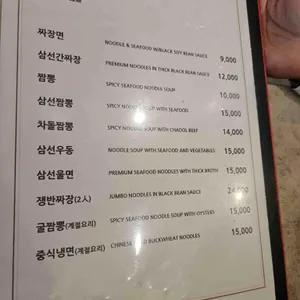 짜장면 NOODLE & SEAFOOD W/BLACK SOY BEAN SAUCE 9,000
삼선간짜장 PREMIUM NOODLES IN THICK BLACK BEAN SAUCE 12,000
짬뽕 SPICY SEAFOOD NOODLE SOUP 10,000
삼선짬뽕 SPICY NOODLE SOUP WITH SEAFOOD 15,000
차돌짬뽕 SPICY NOODLE SOUP WITH CHADOL BEEF 14,000
삼선우동 NOODLE SOUP WITH SEAFOOD AND VEGETABLES 15,000
삼선울면 PREMIUM SEAFOOD NOODLES WITH THICK BROTH 15,000
쟁반짜장(2人) JUMBO NOODLES IN BLACK BEAN SAUCE 24,000
굴짬뽕(계절요리) SPICY SEAFOOD NOODLE SOUP WITH OYSTERS 15,000
중식냉면(계절요리) CHINESE COLD BUCKWHEAT NOODLES 15,000